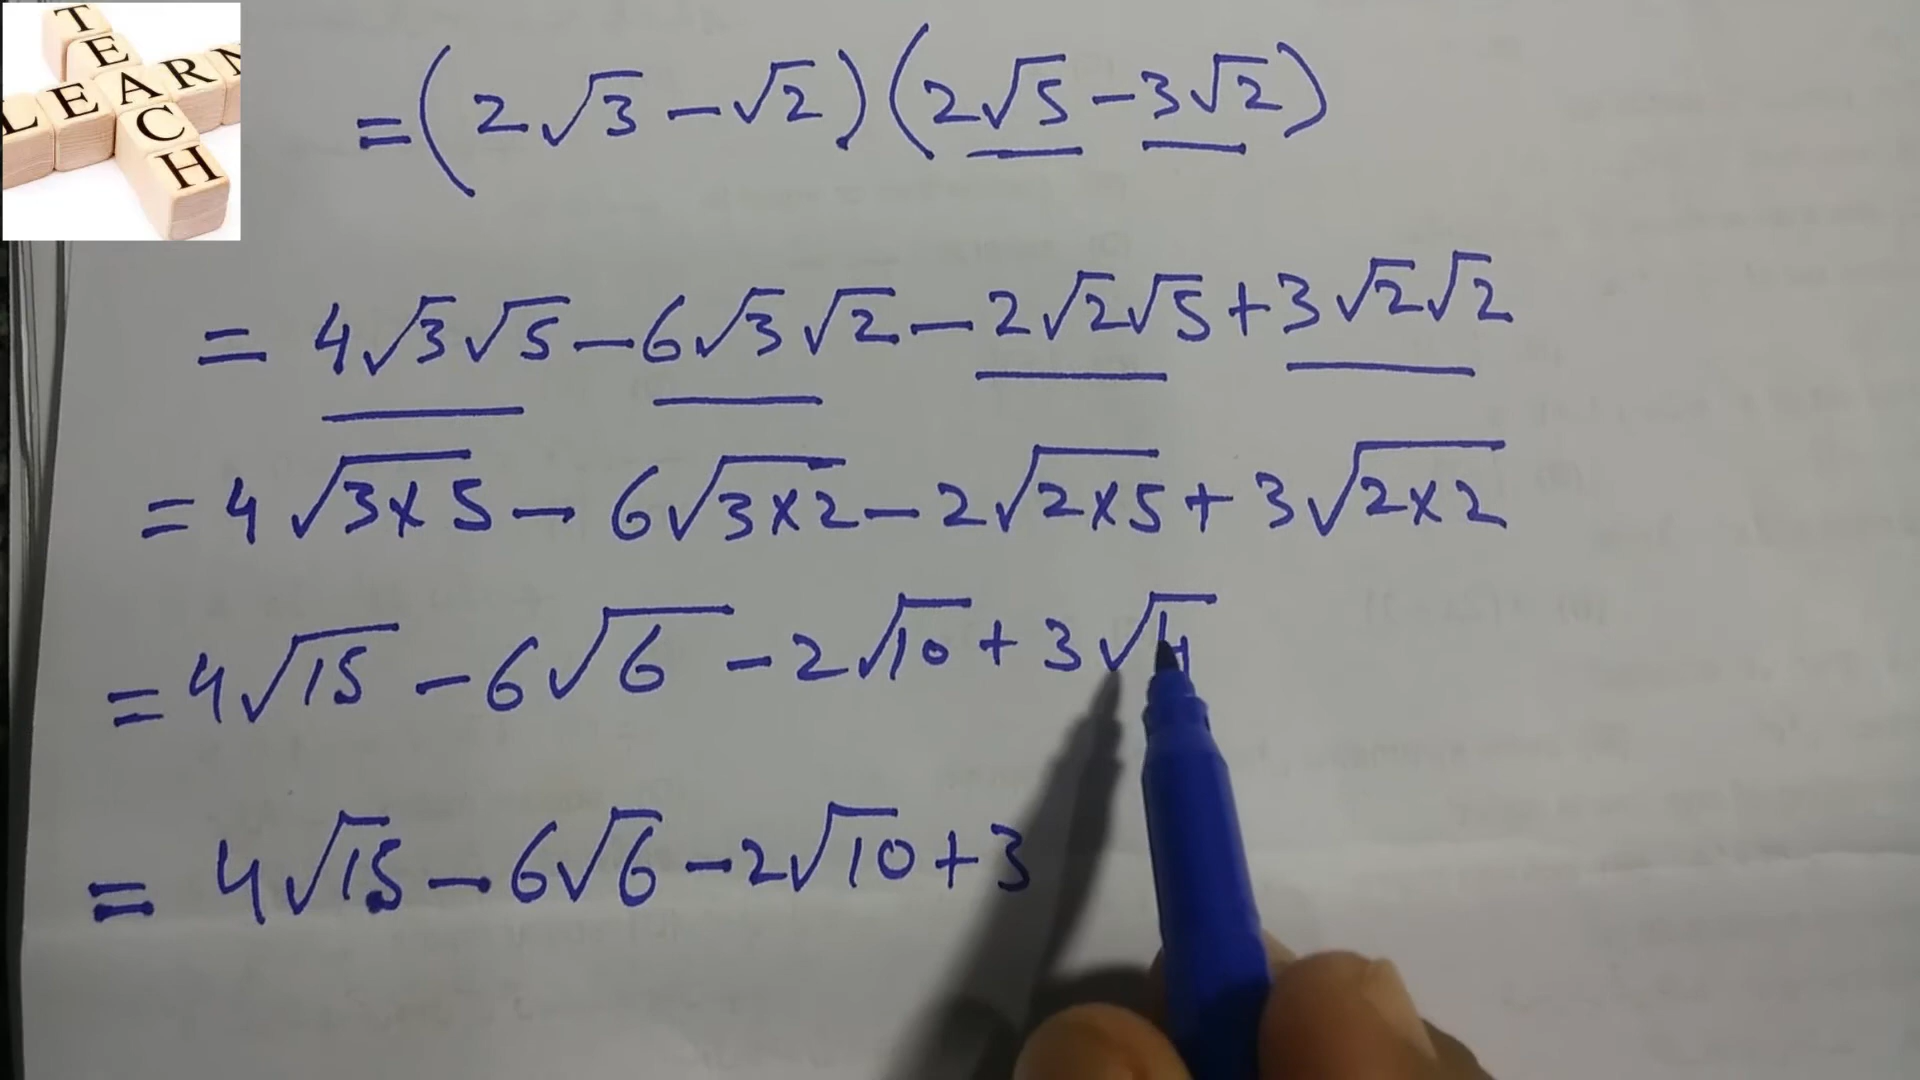 TEACH
LEARN
=(2√3-√2)(2√5-3√2)
= 4√3√5-6√3√2-2√2√5+3√2√2
=4√3×5-6√3×2-2√2×5+3√2×2
=4√15-6√6-2√10+3√4
= 4√15-6√6-2√10+3